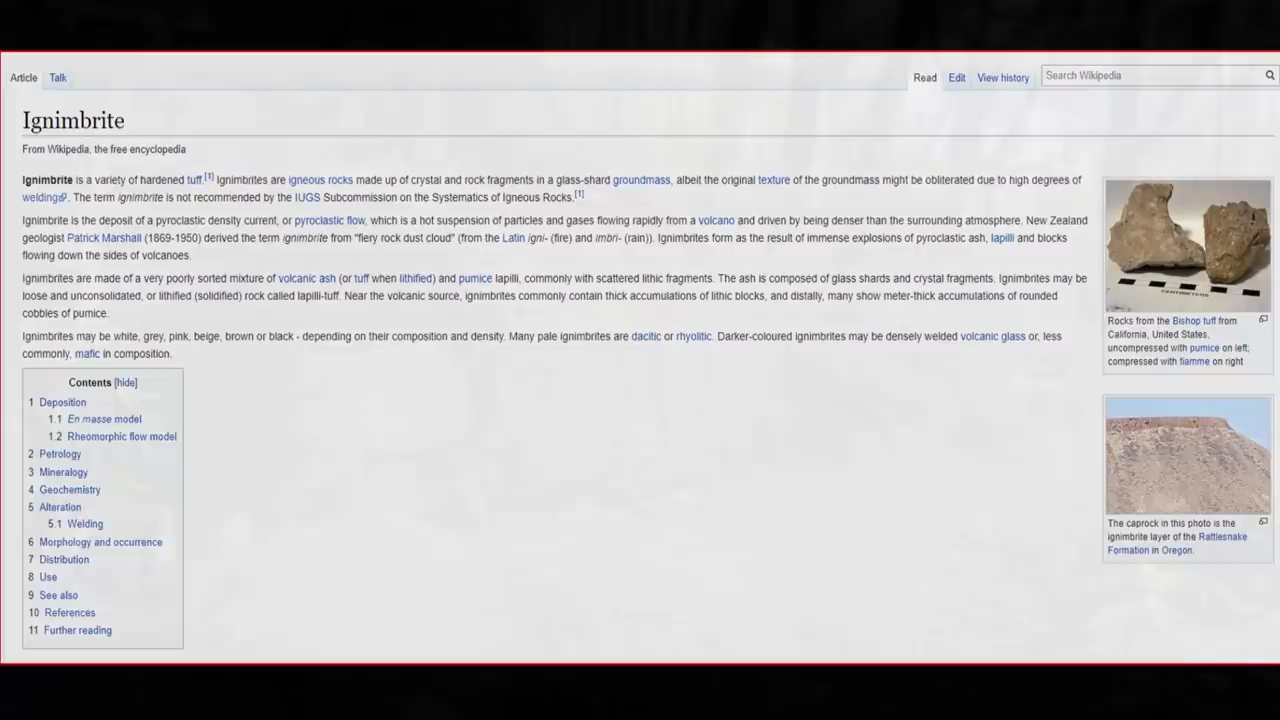 Article Talk Read Edit View history Search Wikipedia
Ignimbrite
From Wikipedia, the free encyclopedia
Ignimbrite is a variety of hardened tuff.[1] Ignimbrites are igneous rocks made up of crystal and rock fragments in a glass-shard groundmass, albeit the original texture of the groundmass might be obliterated due to high degrees of
welding. The term ignimbrite is not recommended by the IUGS Subcommission on the Systematics of Igneous Rocks.[1]
Ignimbrite is the deposit of a pyroclastic density current, or pyroclastic flow, which is a hot suspension of particles and gases flowing rapidly from a volcano and driven by being denser than the surrounding atmosphere. New Zealand
geologist Patrick Marshall (1869-1950) derived the term ignimbrite from "fiery rock dust cloud" (from the Latin igni- (fire) and imbri- (rain)). Ignimbrites form as the result of immense explosions of pyroclastic ash, lapilli and blocks
flowing down the sides of volcanoes.
Ignimbrites are made of a very poorly sorted mixture of volcanic ash (or tuff when lithified) and pumice lapilli, commonly with scattered lithic fragments. The ash is composed of glass shards and crystal fragments. Ignimbrites may be
loose and unconsolidated, or lithified (solidified) rock called lapilli-tuff. Near the volcanic source, ignimbrites commonly contain thick accumulations of lithic blocks, and distally, many show meter-thick accumulations of rounded
cobbles of pumice.
Ignimbrites may be white, grey, pink, beige, brown or black - depending on their composition and density. Many pale ignimbrites are dacitic or rhyolitic. Darker-coloured ignimbrites may be densely welded volcanic glass or, less
commonly, mafic in composition.
Contents [hide]
1 Deposition
1.1 En masse model
1.2 Rheomorphic flow model
2 Petrology
3 Mineralogy
4 Geochemistry
5 Alteration
5.1 Welding
6 Morphology and occurrence
7 Distribution
8 Use
9 See also
10 References
11 Further reading
CENTIMETERS
Rocks from the Bishop tuff from
California, United States,
uncompressed with pumice on left;
compressed with fiamme on right
The caprock in this photo is the
ignimbrite layer of the Rattlesnake
Formation in Oregon.